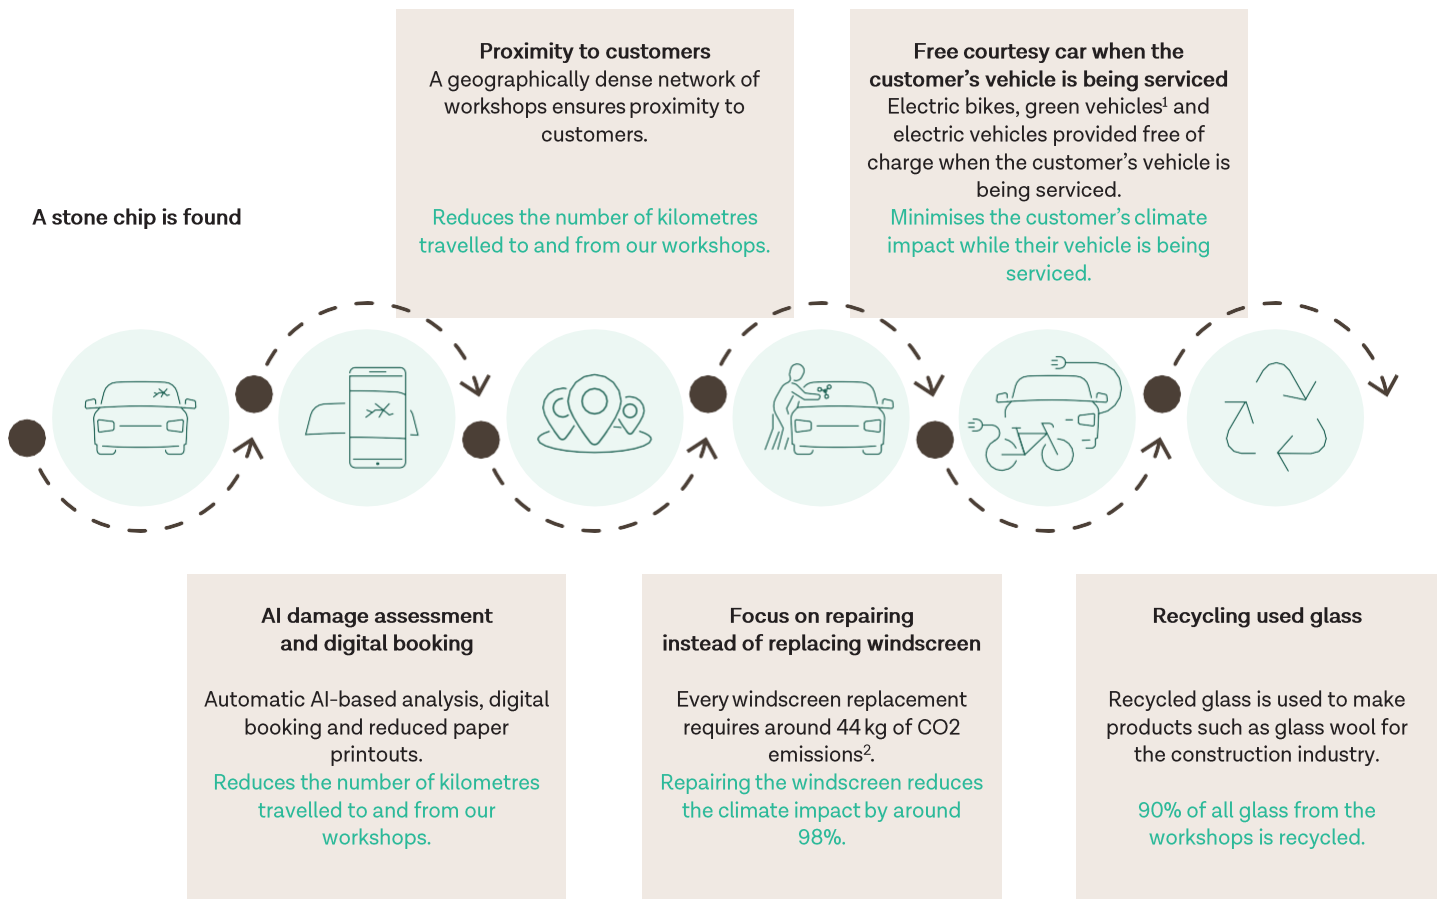 A stone chip is found
AI damage assessment
and digital booking
Automatic AI-based analysis, digital
booking and reduced paper
printouts.
Reduces the number of kilometres
travelled to and from our
workshops.
Proximity to customers
A geographically dense network of
workshops ensures proximity to
customers.
Reduces the number of kilometres
travelled to and from our workshops.
Focus on repairing
instead of replacing windscreen
Every windscreen replacement
requires around 44 kg of CO2
emissions².
Repairing the windscreen reduces
the climate impact by around
98%.
Free courtesy car when the
customer’s vehicle is being serviced
Electric bikes, green vehicles¹ and
electric vehicles provided free of
charge when the customer’s vehicle is
being serviced.
Minimises the customer’s climate
impact while their vehicle is being
serviced.
Recycling used glass
Recycled glass is used to make
products such as glass wool for
the construction industry.
90% of all glass from the
workshops is recycled.